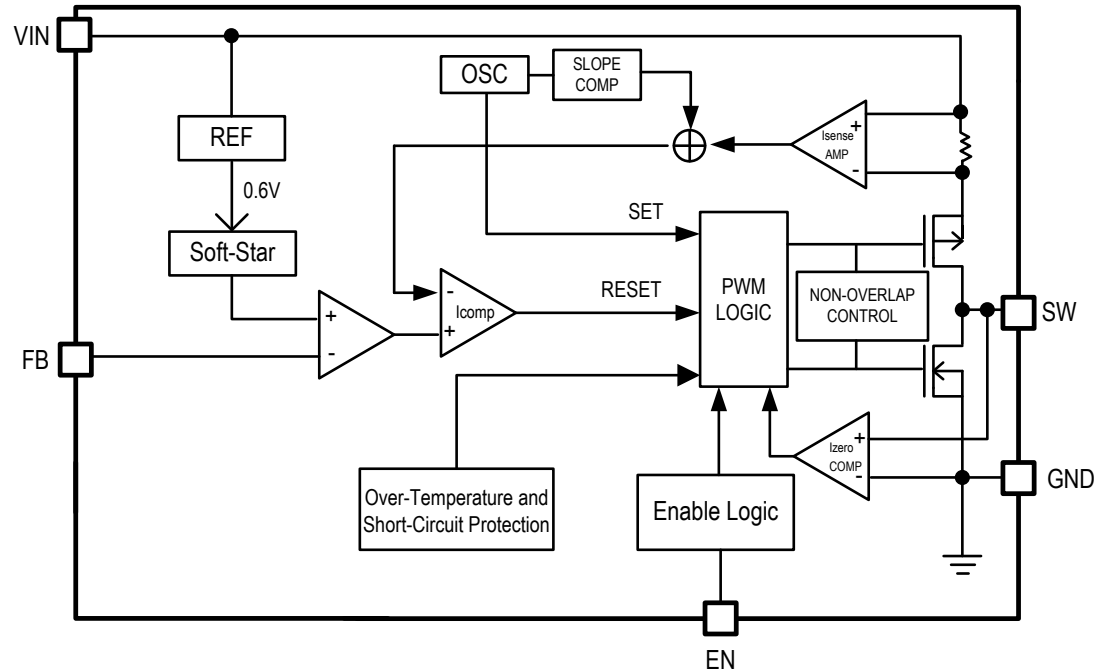 VIN
OSC
SLOPE
COMP
REF
+
Isense
AMP
-
0.6V
Soft-Star
SET
PWM
LOGIC
-
Icomp
+
RESET
NON-OVERLAP
CONTROL
SW
+
-
FB
Izero
COMP
+
-
GND
Over-Temperature and
Short-Circuit Protection
Enable Logic
EN